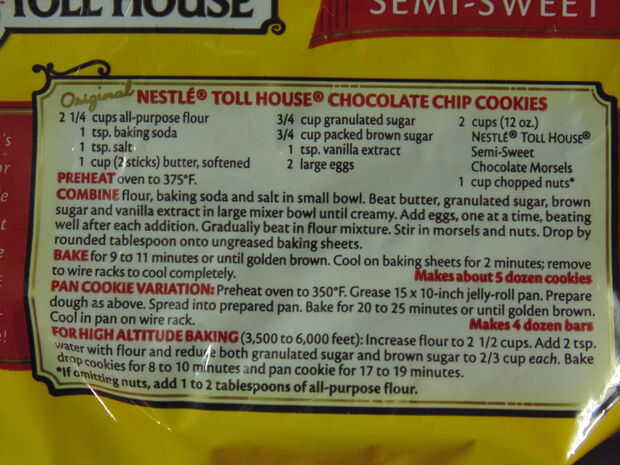 TOLL HOUSE
SEMI-SWEET
Original NESTLÉ® TOLL HOUSE® CHOCOLATE CHIP COOKIES
2 1/4 cups all-purpose flour
1 tsp. baking soda
1 tsp. salt
1 cup (2 sticks) butter, softened
3/4 cup granulated sugar
3/4 cup packed brown sugar
1 tsp. vanilla extract
2 large eggs
2 cups (12 oz.)
NESTLÉ® TOLL HOUSE®
Semi-Sweet
Chocolate Morsels
1 cup chopped nuts*
PREHEAT oven to 375°F.
COMBINE flour, baking soda and salt in small bowl. Beat butter, granulated sugar, brown
sugar and vanilla extract in large mixer bowl until creamy. Add eggs, one at a time, beating
well after each addition. Gradually beat in flour mixture. Stir in morsels and nuts. Drop by
rounded tablespoon onto ungreased baking sheets.
BAKE for 9 to 11 minutes or until golden brown. Cool on baking sheets for 2 minutes; remove
to wire racks to cool completely. Makes about 5 dozen cookies
PAN COOKIE VARIATION: Preheat oven to 350°F. Grease 15 x 10-inch jelly-roll pan. Prepare
dough as above. Spread into prepared pan. Bake for 20 to 25 minutes or until golden brown.
Cool in pan on wire rack. Makes 4 dozen bars
FOR HIGH ALTITUDE BAKING (3,500 to 6,000 feet): Increase flour to 2 1/2 cups. Add 2 tsp.
water with flour and reduce both granulated sugar and brown sugar to 2/3 cup each. Bake
drop cookies for 8 to 10 minutes and pan cookie for 17 to 19 minutes.
*If omitting nuts, add 1 to 2 tablespoons of all-purpose flour.